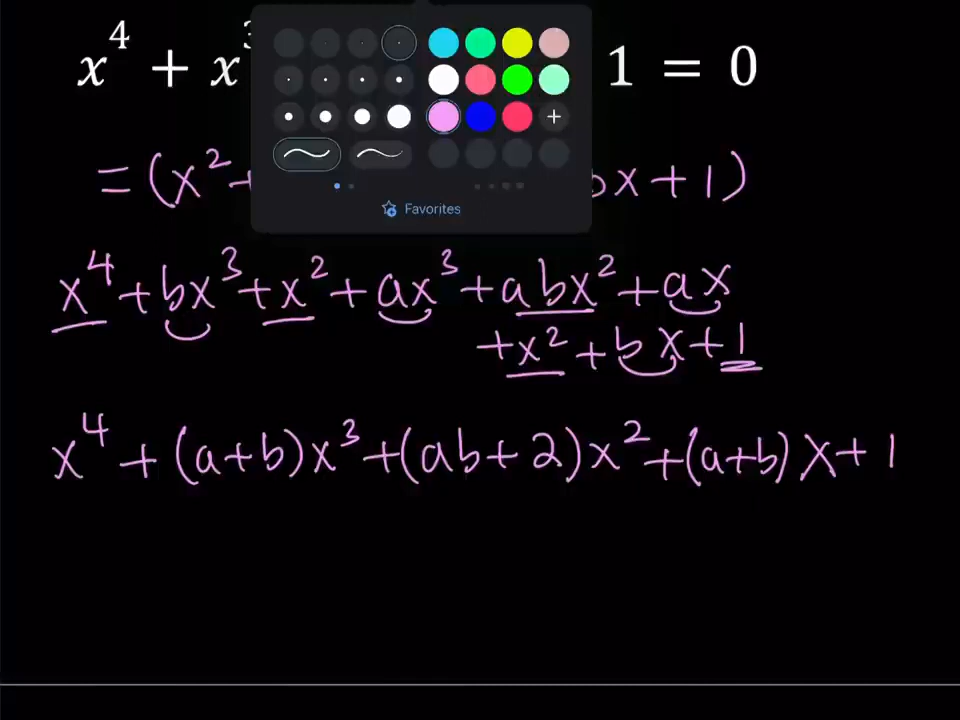 x⁴ + x³ 1 = 0
= (x²+ bx+1)
Favorites
x⁴+bx³+x²+ax³+abx²+ax
+x²+bx+1
x⁴+(a+b)x³+(ab+2)x²+(a+b)x+1